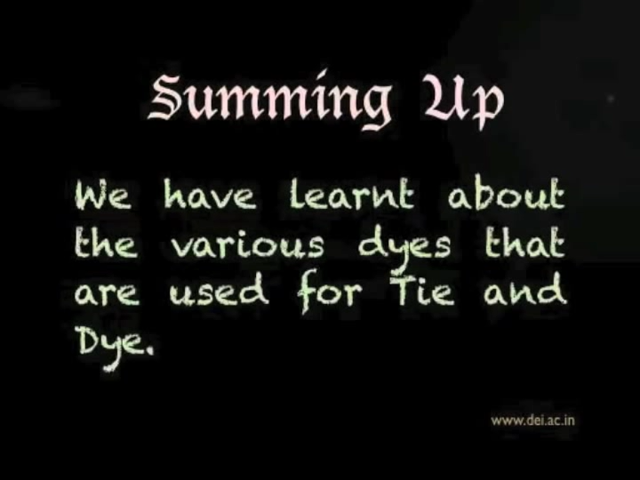 Summing Up
We have learnt about
the various dyes that
are used for Tie and
Dye.
www.dei.ac.in